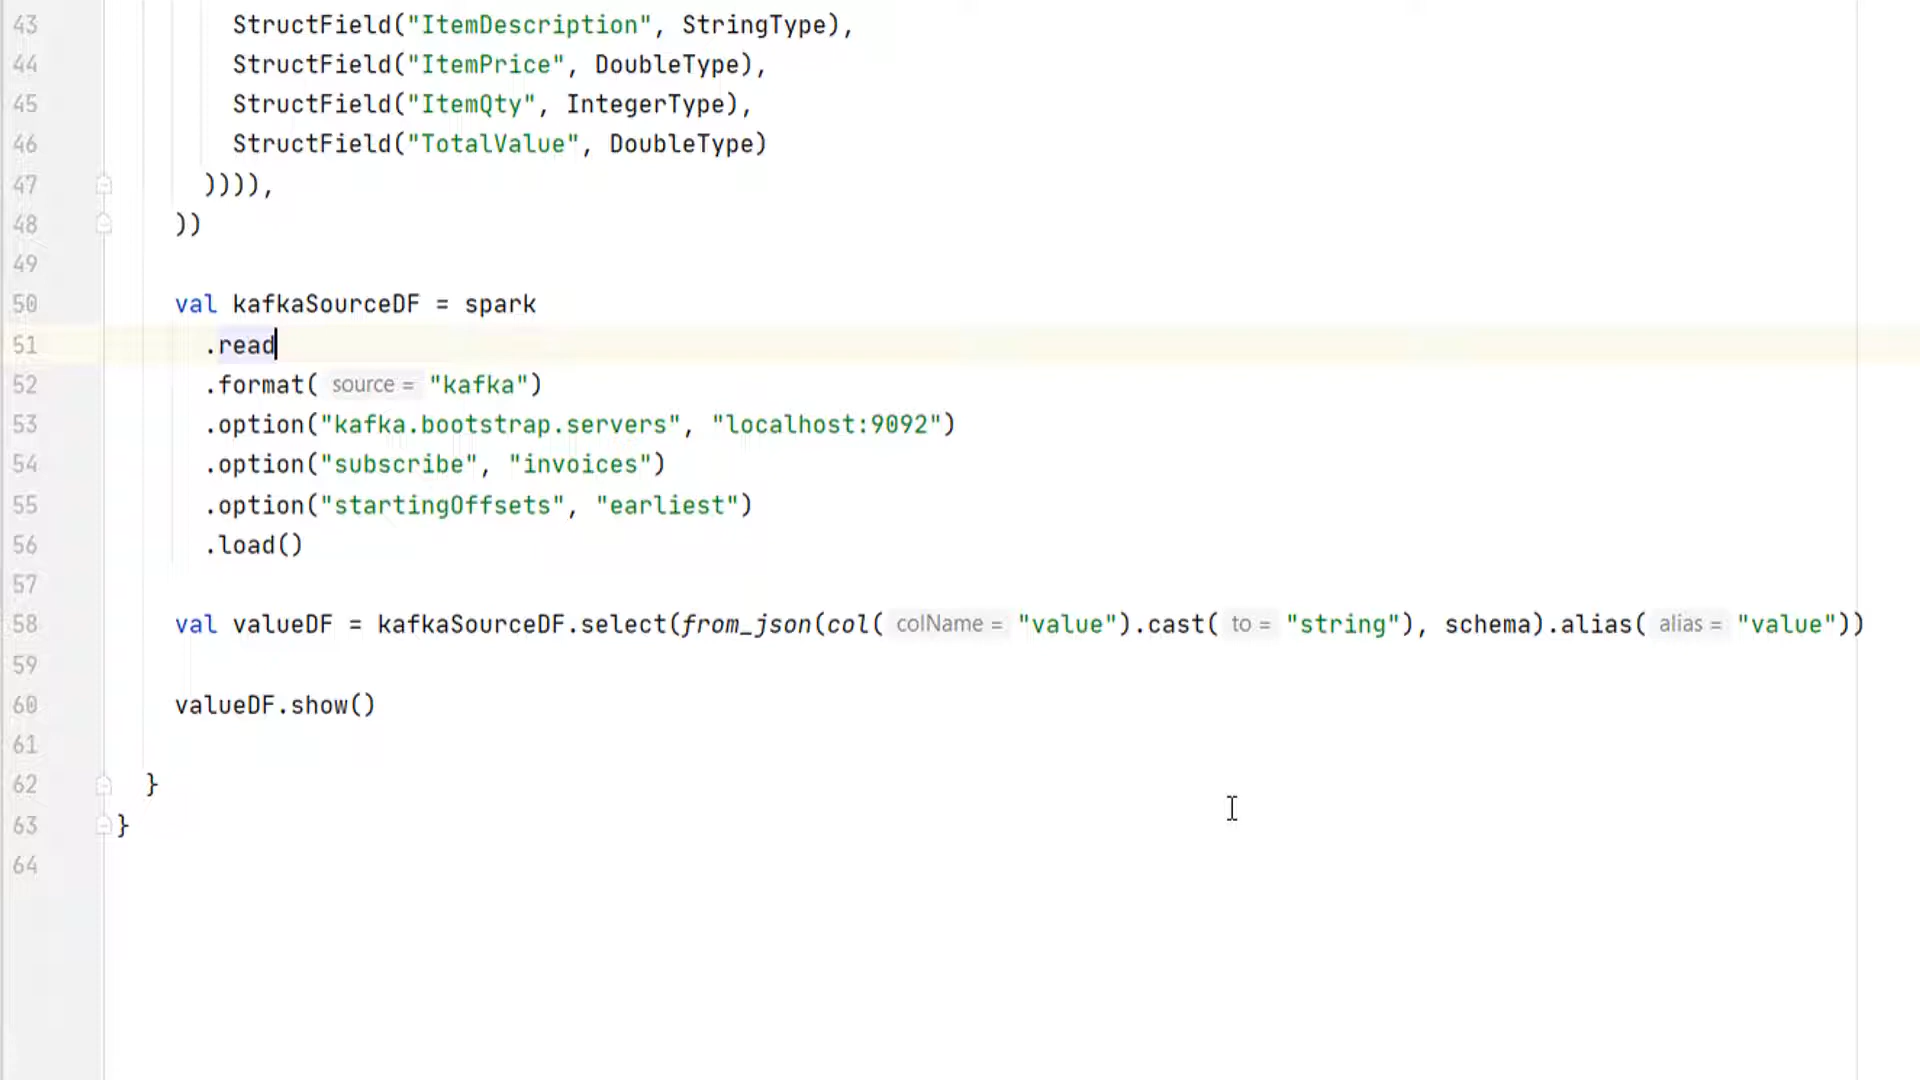 43 StructField("ItemDescription", StringType),
44 StructField("ItemPrice", DoubleType),
45 StructField("ItemQty", IntegerType),
46 StructField("TotalValue", DoubleType)
47 )))),
48 ))
49
50 val kafkaSourceDF = spark
51 .read
52 .format( source = "kafka")
53 .option("kafka.bootstrap.servers", "localhost:9092")
54 .option("subscribe", "invoices")
55 .option("startingOffsets", "earliest")
56 .load()
57
58 val valueDF = kafkaSourceDF.select(from_json(col( colName = "value").cast( to = "string"), schema).alias( alias = "value"))
59
60 valueDF.show()
61
62 }
63 }
64